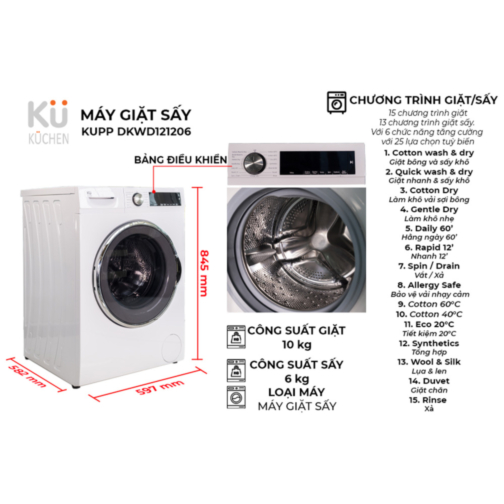 KÜ
KÜCHEN
MÁY GIẶT SẤY
KUPP DKWD121206
BẢNG ĐIỀU KHIỂN
845 mm
582 mm
597 mm
CÔNG SUẤT GIẶT
10 kg
CÔNG SUẤT SẤY
6 kg
LOẠI MÁY
MÁY GIẶT SẤY
CHƯƠNG TRÌNH GIẶT/SẤY
15 chương trình giặt
13 chương trình giặt sấy.
Với 6 chức năng tăng cường
với 25 lựa chọn tuỳ biến
1. Cotton wash & dry
Giặt bông và sấy khô
2. Quick wash & dry
Giặt nhanh & sấy khô
3. Cotton Dry
Làm khô vải sợi bông
4. Gentle Dry
Làm khô nhẹ
5. Daily 60'
Hằng ngày 60'
6. Rapid 12'
Nhanh 12'
7. Spin / Drain
Vắt / Xả
8. Allergy Safe
Bảo vệ vải nhạy cảm
9. Cotton 60°C
10. Cotton 40°C
11. Eco 20°C
Tiết kiệm 20°C
12. Synthetics
Tổng hợp
13. Wool & Silk
Lụa & len
14. Duvet
Giặt chăn
15. Rinse
Xả